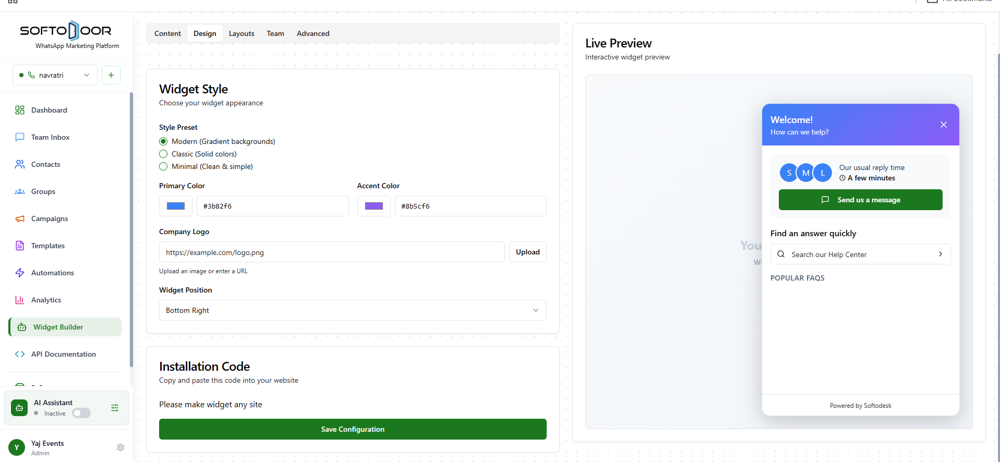 SOFTODOOR
WhatsApp Marketing Platform
navratri
Dashboard
Team Inbox
Contacts
Groups
Campaigns
Templates
Automations
Analytics
Widget Builder
API Documentation
AI Assistant
Inactive
Y
Yaj Events
Admin
Content
Design
Layouts
Team
Advanced
Widget Style
Choose your widget appearance
Style Preset
Modern (Gradient backgrounds)
Classic (Solid colors)
Minimal (Clean & simple)
Primary Color
Accent Color
#3b82f6
#8b5cf6
Company Logo
https://example.com/logo.png
Upload
Upload an image or enter a URL
Widget Position
Bottom Right
Installation Code
Copy and paste this code into your website
Please make widget any site
Save Configuration
Live Preview
Interactive widget preview
You
Wi
Welcome!
How can we help?
S
M
L
Our usual reply time
A few minutes
Send us a message
Find an answer quickly
Search our Help Center
POPULAR FAQS
Powered by Softodesk